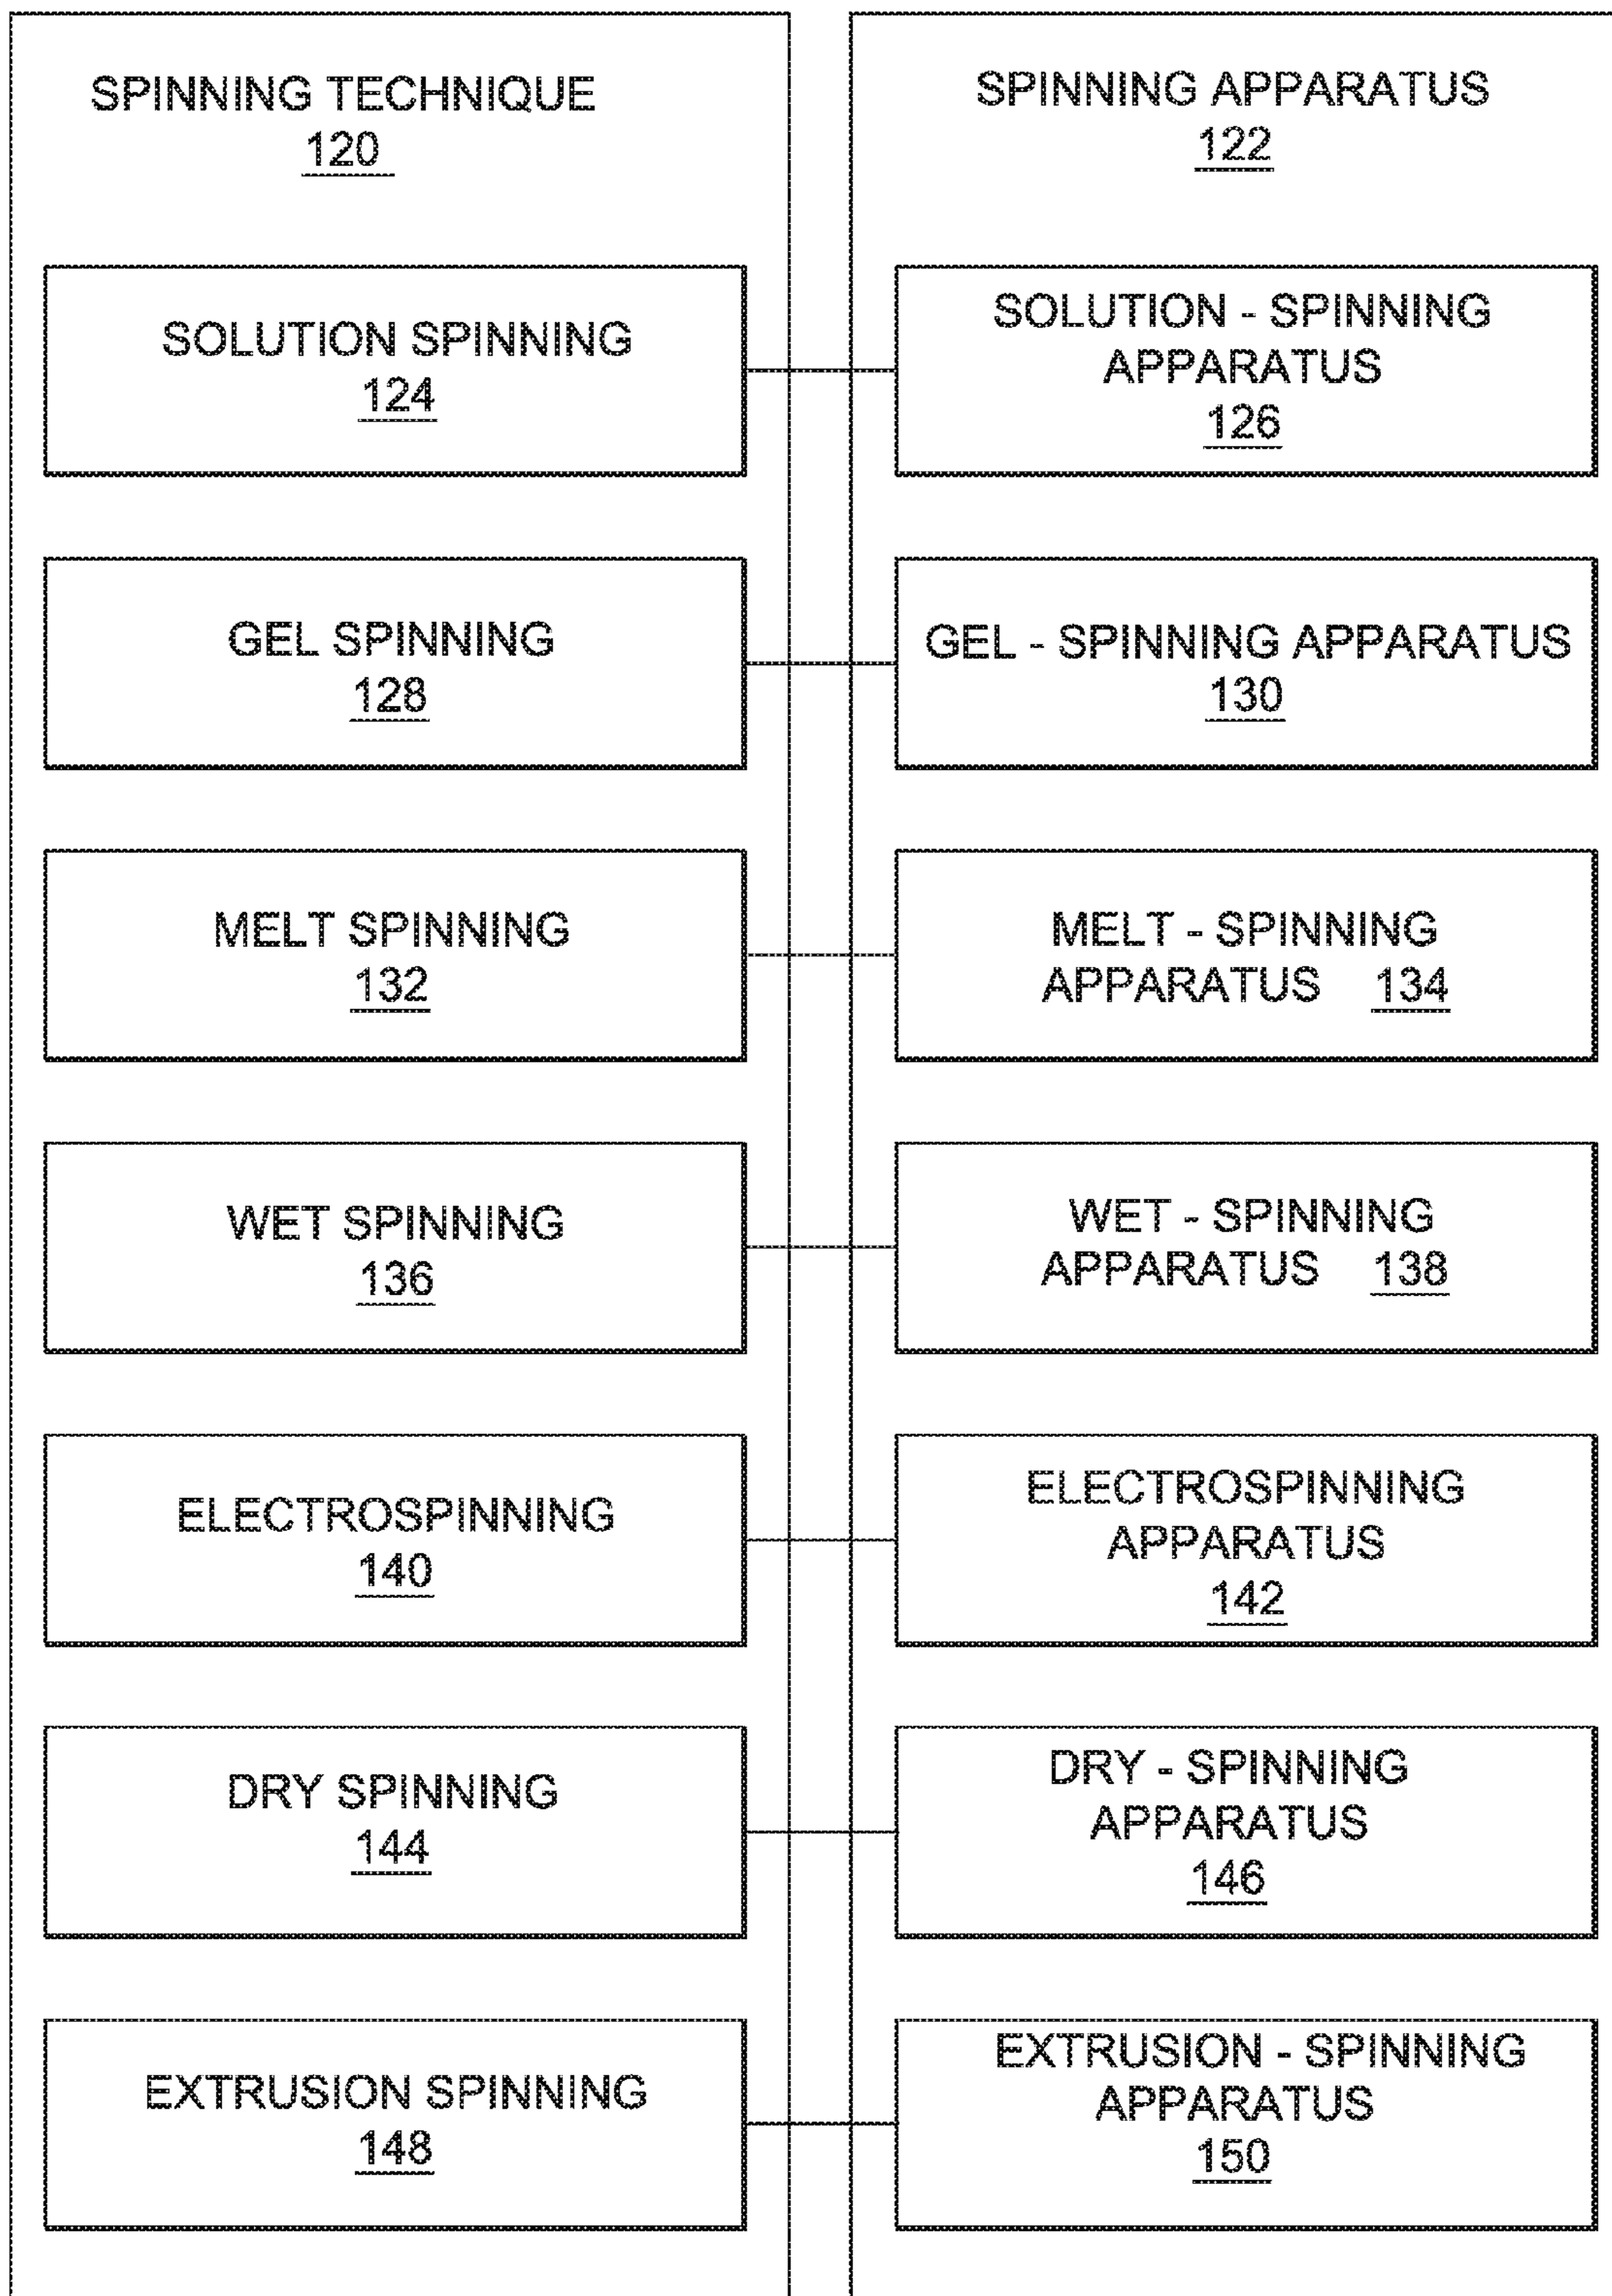 SPINNING TECHNIQUE
120
SPINNING APPARATUS
122
SOLUTION SPINNING
124
SOLUTION - SPINNING
APPARATUS
126
GEL SPINNING
128
GEL - SPINNING APPARATUS
130
MELT SPINNING
132
MELT - SPINNING
APPARATUS 134
WET SPINNING
136
WET - SPINNING
APPARATUS 138
ELECTROSPINNING
140
ELECTROSPINNING
APPARATUS
142
DRY SPINNING
144
DRY - SPINNING
APPARATUS
146
EXTRUSION SPINNING
148
EXTRUSION - SPINNING
APPARATUS
150